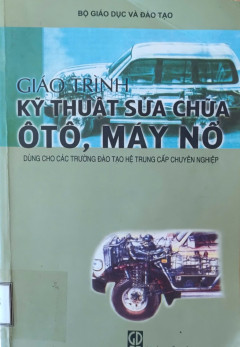 BỘ GIÁO DỤC VÀ ĐÀO TẠO
GIÁO TRÌNH
KỸ THUẬT SỬA CHỮA
ÔTÔ, MÁY NỔ
DÙNG CHO CÁC TRƯỜNG ĐÀO TẠO HỆ TRUNG CẤP CHUYÊN NGHIỆP